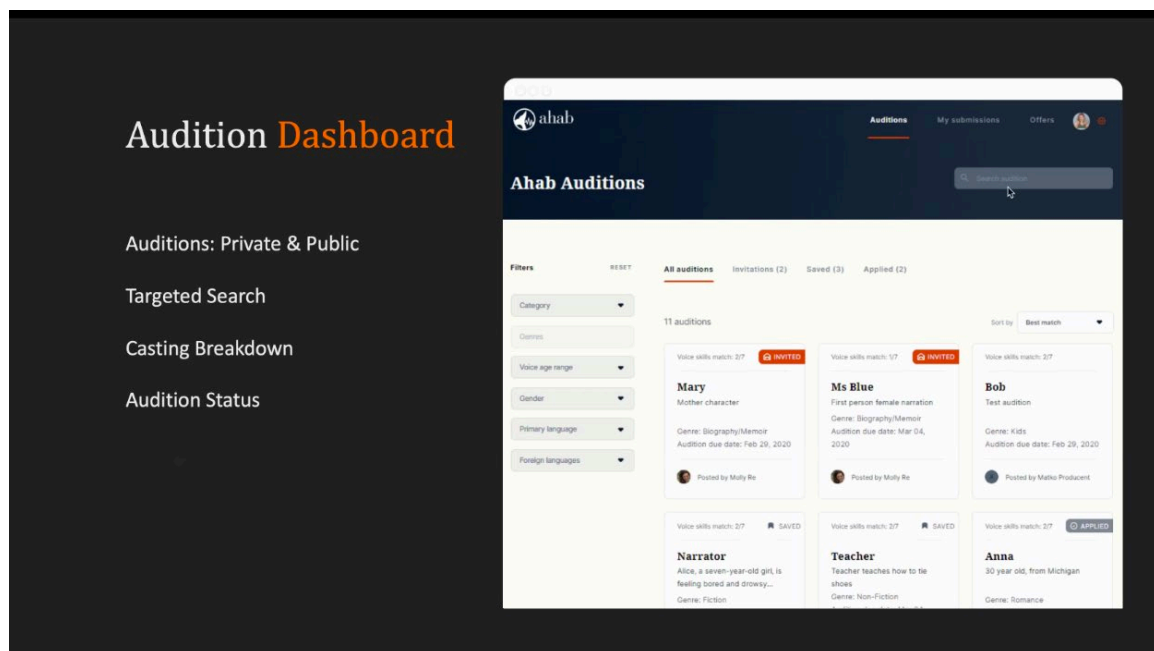 Audition Dashboard
Auditions: Private & Public
Targeted Search
Casting Breakdown
Audition Status
ahab
Auditions
My submissions
Offers
Ahab Auditions
Search audition
Filters
RESET
Category
Genres
Voice age range
Gender
Primary language
Foreign languages
All auditions
Invitations (2)
Saved (3)
Applied (2)
11 auditions
Sort by
Best match
Voice skills match: 2/7
INVITED
Mary
Mother character
Genre: Biography/Memoir
Audition due date: Feb 29, 2020
Posted by Molly Re
Voice skills match: 1/7
INVITED
Ms Blue
First person female narration
Genre: Biography/Memoir
Audition due date: Mar 04,
2020
Posted by Molly Re
Voice skills match: 2/7
Bob
Test audition
Genre: Kids
Audition due date: Feb 29, 2020
Posted by Matko Producent
Voice skills match: 2/7
SAVED
Narrator
Alice, a seven-year-old girl, is
feeling bored and drowsy...
Genre: Fiction
Voice skills match: 2/7
SAVED
Teacher
Teacher teaches how to tie
shoes
Genre: Non-Fiction
Voice skills match: 2/7
APPLIED
Anna
30 year old, from Michigan
Genre: Romance